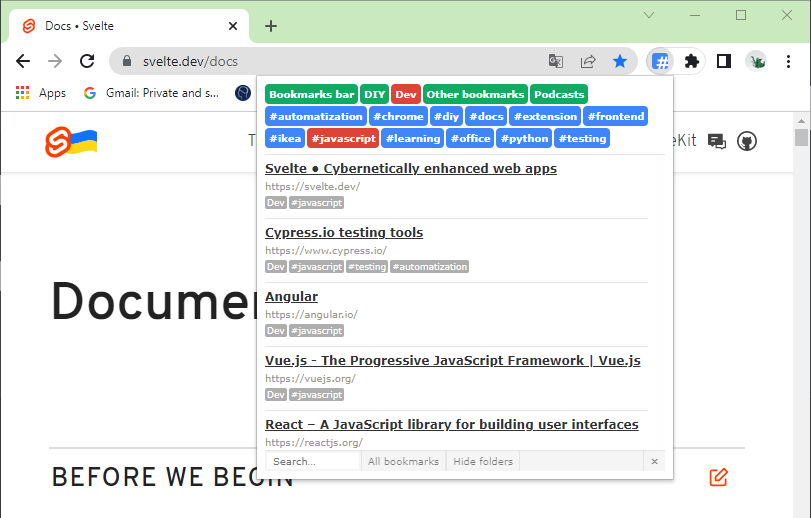 Docs • Svelte
svelte.dev/docs
Apps
Gmail: Private and s...
Bookmarks bar DIY Dev Other bookmarks Podcasts
#automatization #chrome #diy #docs #extension #frontend
#ikea #javascript #learning #office #python #testing
Svelte ● Cybernetically enhanced web apps
https://svelte.dev/
Dev #javascript
Cypress.io testing tools
https://www.cypress.io/
Dev #javascript #testing #automatization
Angular
https://angular.io/
Dev #javascript
Vue.js - The Progressive JavaScript Framework | Vue.js
https://vuejs.org/
Dev #javascript
React – A JavaScript library for building user interfaces
https://reactjs.org/
Search... All bookmarks Hide folders ×
T
eKit
Documen
BEFORE WE BEGIN